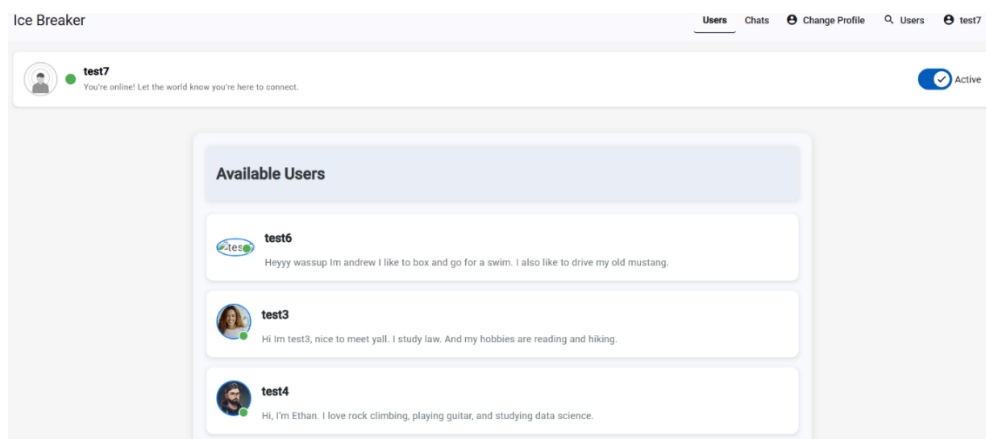 Ice Breaker
Users Chats Change Profile Users test7
test7
You're online! Let the world know you're here to connect.
Active
Available Users
tes
test6
Heyyy wassup Im andrew I like to box and go for a swim. I also like to drive my old mustang.
test3
Hi Im test3, nice to meet yall. I study law. And my hobbies are reading and hiking.
test4
Hi, I'm Ethan. I love rock climbing, playing guitar, and studying data science.